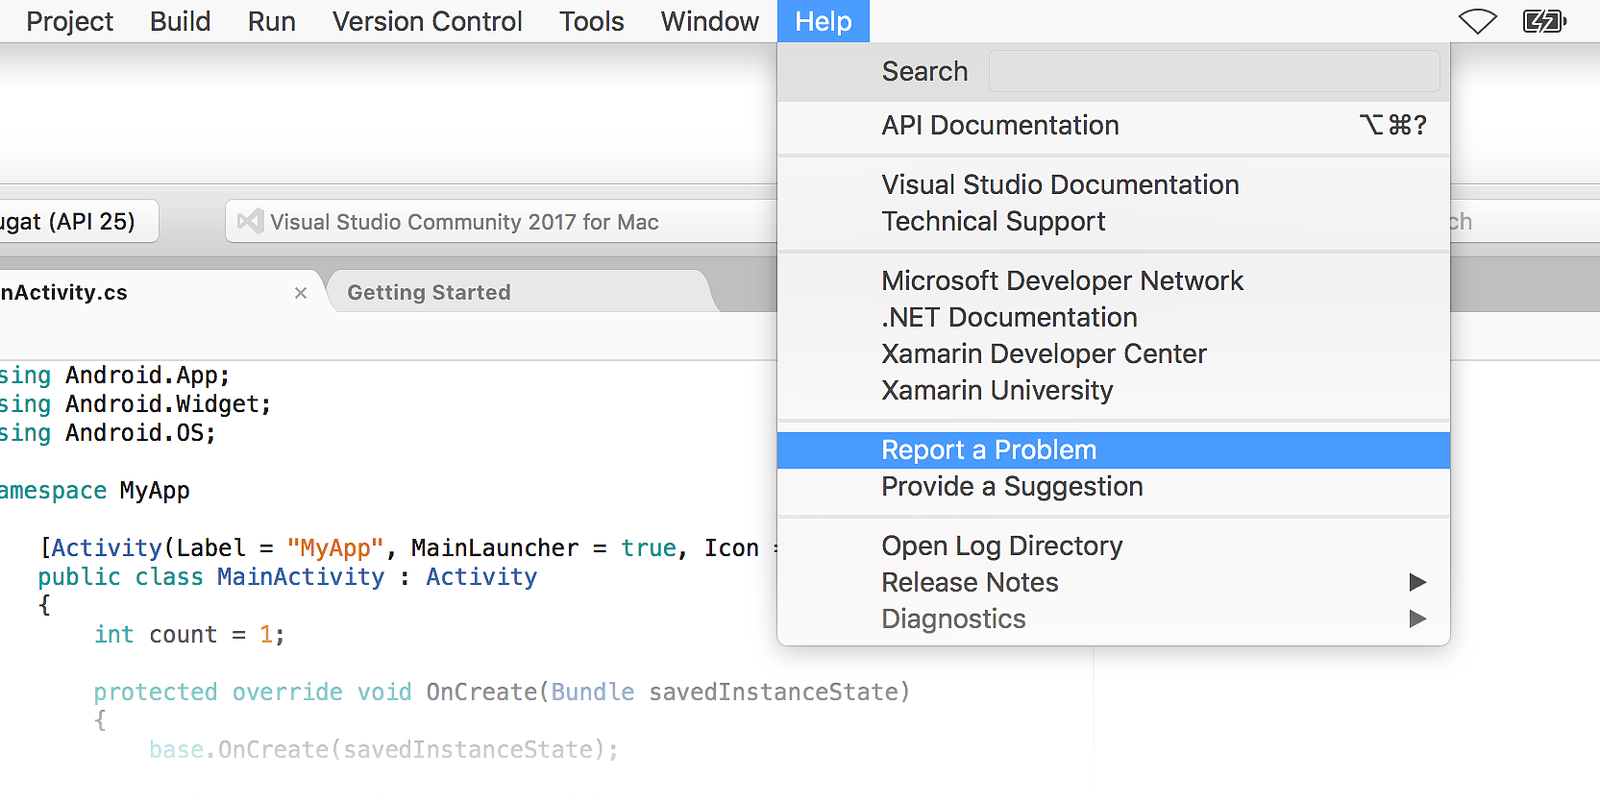 Project Build Run Version Control Tools Window Help
Search
API Documentation ⌥⌘?
Visual Studio Documentation
Technical Support
Microsoft Developer Network
.NET Documentation
Xamarin Developer Center
Xamarin University
Report a Problem
Provide a Suggestion
Open Log Directory
Release Notes ▶
Diagnostics ▶
ugat (API 25)
Visual Studio Community 2017 for Mac
ch
nActivity.cs × Getting Started
sing Android.App;
sing Android.Widget;
sing Android.OS;
amespace MyApp
[Activity(Label = "MyApp", MainLauncher = true, Icon =
public class MainActivity : Activity
{
int count = 1;
protected override void OnCreate(Bundle savedInstanceState)
{
base.OnCreate(savedInstanceState);